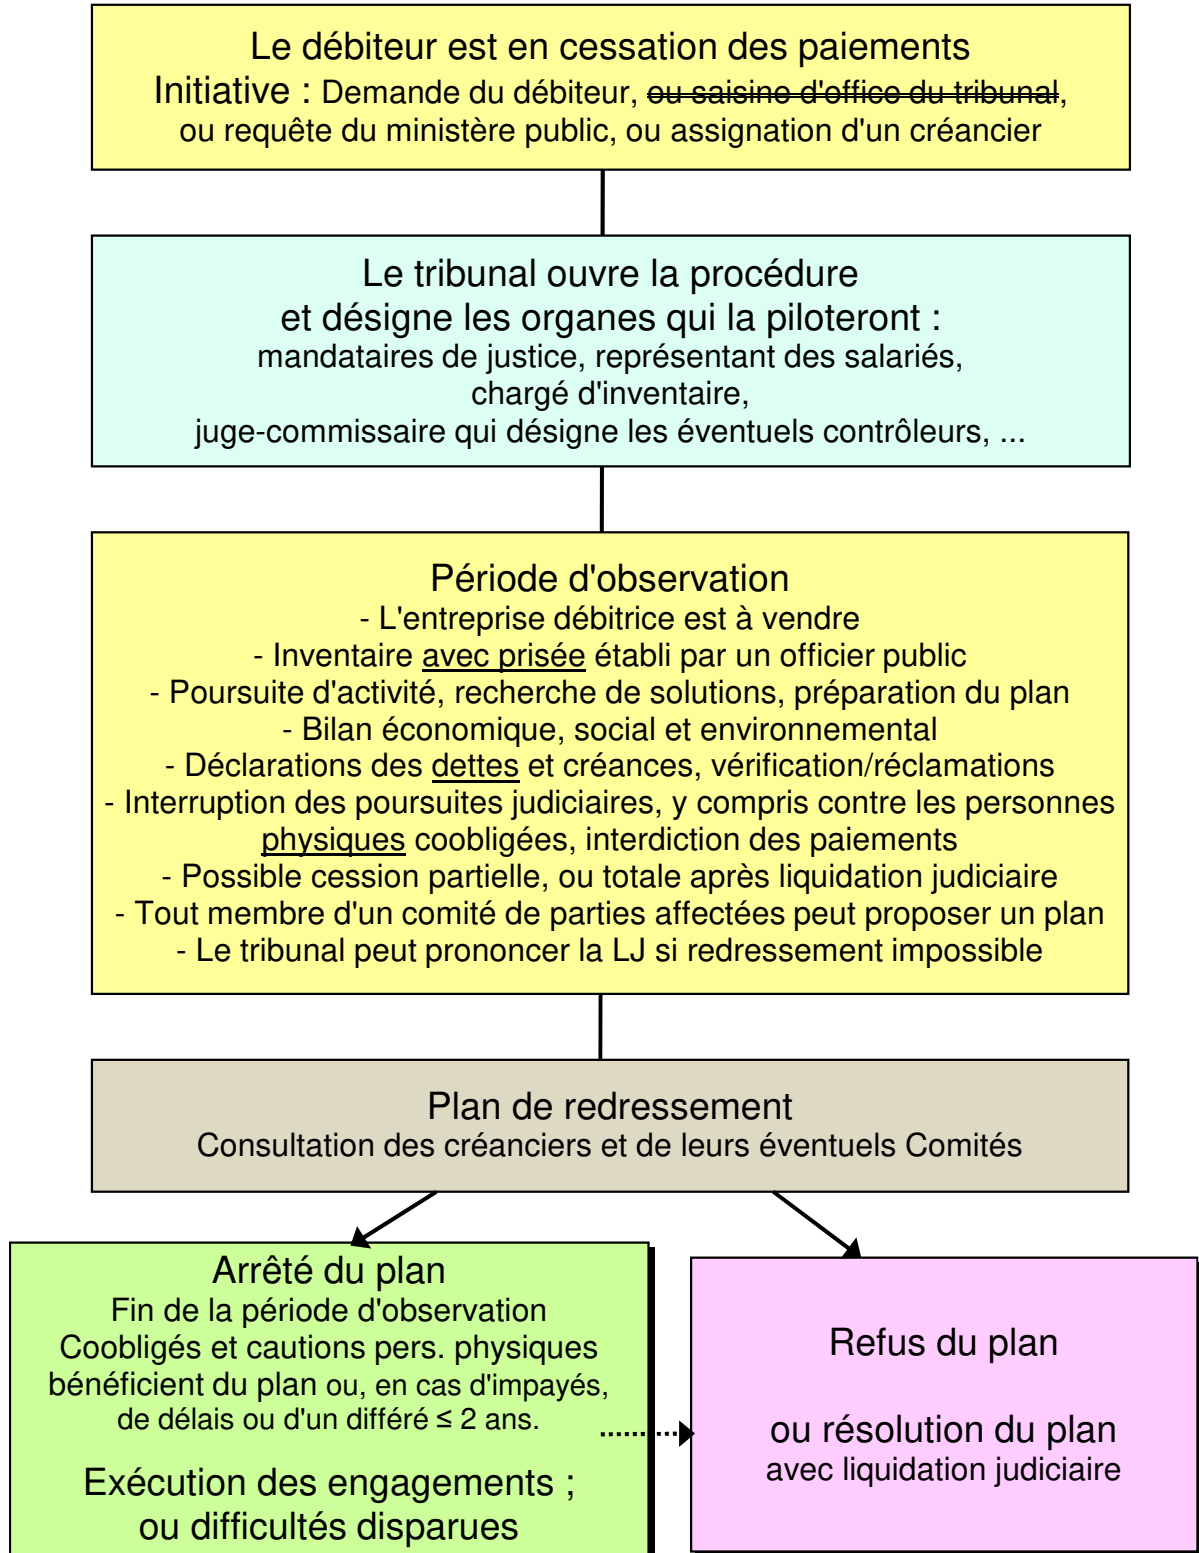 Le débiteur est en cessation des paiements
Initiative : Demande du débiteur, ou saisine d'office du tribunal,
ou requête du ministère public, ou assignation d'un créancier
Le tribunal ouvre la procédure
et désigne les organes qui la piloteront :
mandataires de justice, représentant des salariés,
chargé d'inventaire,
juge-commissaire qui désigne les éventuels contrôleurs, ...
Période d'observation
- L'entreprise débitrice est à vendre
- Inventaire avec prisée établi par un officier public
- Poursuite d'activité, recherche de solutions, préparation du plan
- Bilan économique, social et environnemental
- Déclarations des dettes et créances, vérification/réclamations
- Interruption des poursuites judiciaires, y compris contre les personnes
physiques coobligées, interdiction des paiements
- Possible cession partielle, ou totale après liquidation judiciaire
- Tout membre d'un comité de parties affectées peut proposer un plan
- Le tribunal peut prononcer la LJ si redressement impossible
Plan de redressement
Consultation des créanciers et de leurs éventuels Comités
Arrêté du plan
Fin de la période d'observation
Coobligés et cautions pers. physiques
bénéficient du plan ou, en cas d'impayés,
de délais ou d'un différé ≤ 2 ans.
Exécution des engagements ;
ou difficultés disparues
Refus du plan
ou résolution du plan
avec liquidation judiciaire